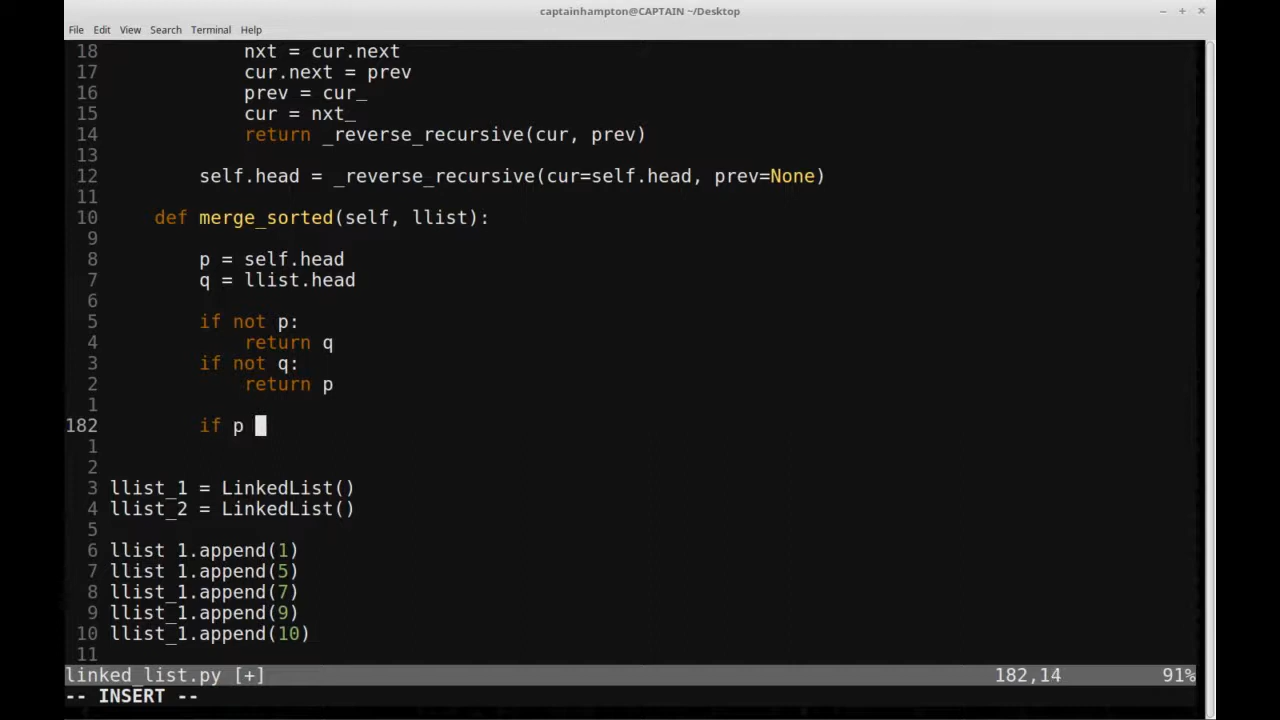 captainhampton@CAPTAIN ~/Desktop
File Edit View Search Terminal Help
18 nxt = cur.next
17 cur.next = prev
16 prev = cur_
15 cur = nxt_
14 return _reverse_recursive(cur, prev)
13
12 self.head = _reverse_recursive(cur=self.head, prev=None)
11
10 def merge_sorted(self, llist):
9
8 p = self.head
7 q = llist.head
6
5 if not p:
4 return q
3 if not q:
2 return p
1
182 if p
1
2
3 llist_1 = LinkedList()
4 llist_2 = LinkedList()
5
6 llist_1.append(1)
7 llist_1.append(5)
8 llist_1.append(7)
9 llist_1.append(9)
10 llist_1.append(10)
11
linked_list.py [+] 182,14 91%
-- INSERT --